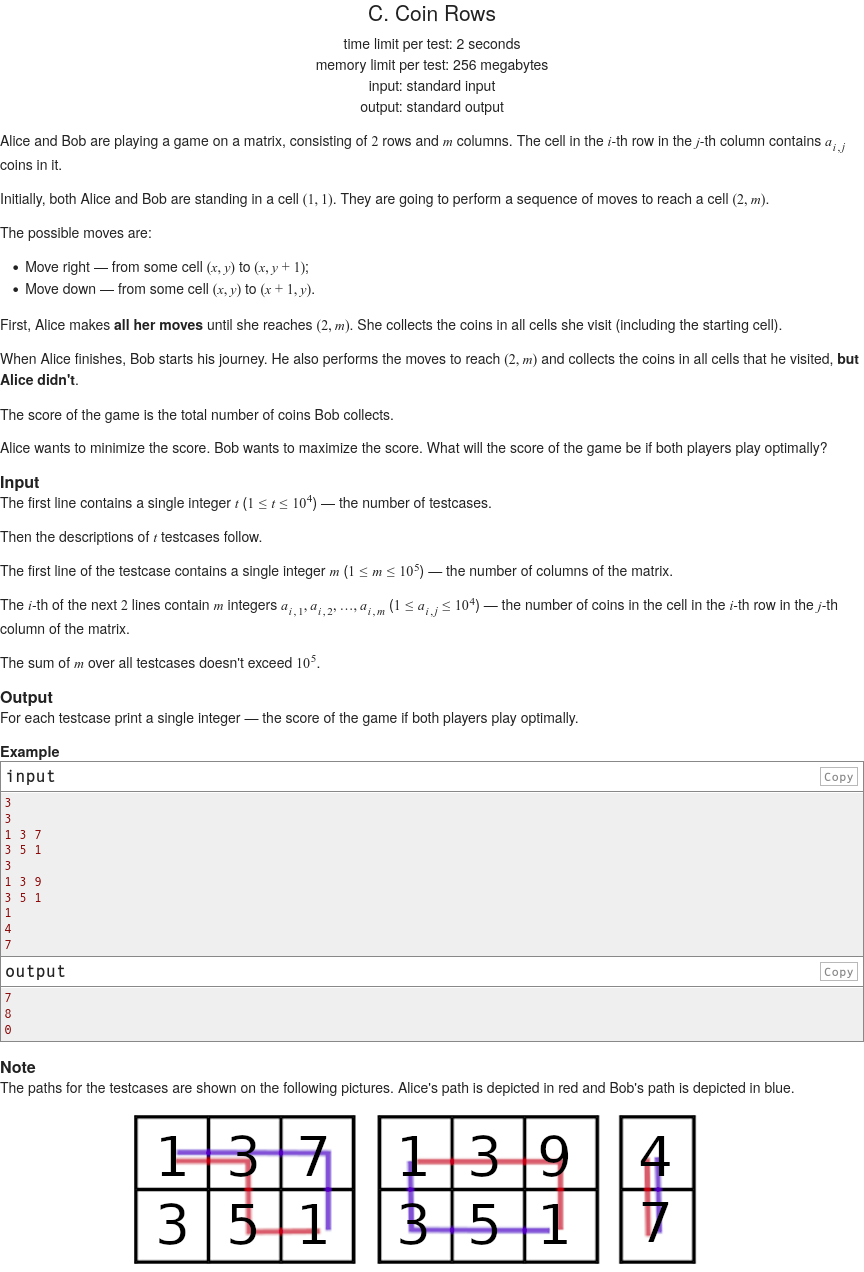 C. Coin Rows
time limit per test: 2 seconds
memory limit per test: 256 megabytes
input: standard input
output: standard output
Alice and Bob are playing a game on a matrix, consisting of 2 rows and m columns. The cell in the i-th row in the j-th column contains a_{i,j}
coins in it.
Initially, both Alice and Bob are standing in a cell (1, 1). They are going to perform a sequence of moves to reach a cell (2, m).
The possible moves are:
• Move right — from some cell (x, y) to (x, y + 1);
• Move down — from some cell (x, y) to (x + 1, y).
First, Alice makes all her moves until she reaches (2, m). She collects the coins in all cells she visit (including the starting cell).
When Alice finishes, Bob starts his journey. He also performs the moves to reach (2, m) and collects the coins in all cells that he visited, but
Alice didn't.
The score of the game is the total number of coins Bob collects.
Alice wants to minimize the score. Bob wants to maximize the score. What will the score of the game be if both players play optimally?
Input
The first line contains a single integer t (1 ≤ t ≤ 10^4) — the number of testcases.
Then the descriptions of t testcases follow.
The first line of the testcase contains a single integer m (1 ≤ m ≤ 10^5) — the number of columns of the matrix.
The i-th of the next 2 lines contain m integers a_{i,1}, a_{i,2}, …, a_{i,m} (1 ≤ a_{i,j} ≤ 10^4) — the number of coins in the cell in the i-th row in the j-th
column of the matrix.
The sum of m over all testcases doesn't exceed 10^5.
Output
For each testcase print a single integer — the score of the game if both players play optimally.
Example
input Copy
3
3
1 3 7
3 5 1
3
1 3 9
3 5 1
1
4
7
output Copy
7
8
0
Note
The paths for the testcases are shown on the following pictures. Alice's path is depicted in red and Bob's path is depicted in blue.
1 3 7 1 3 9 4
3 5 1 3 5 1 7